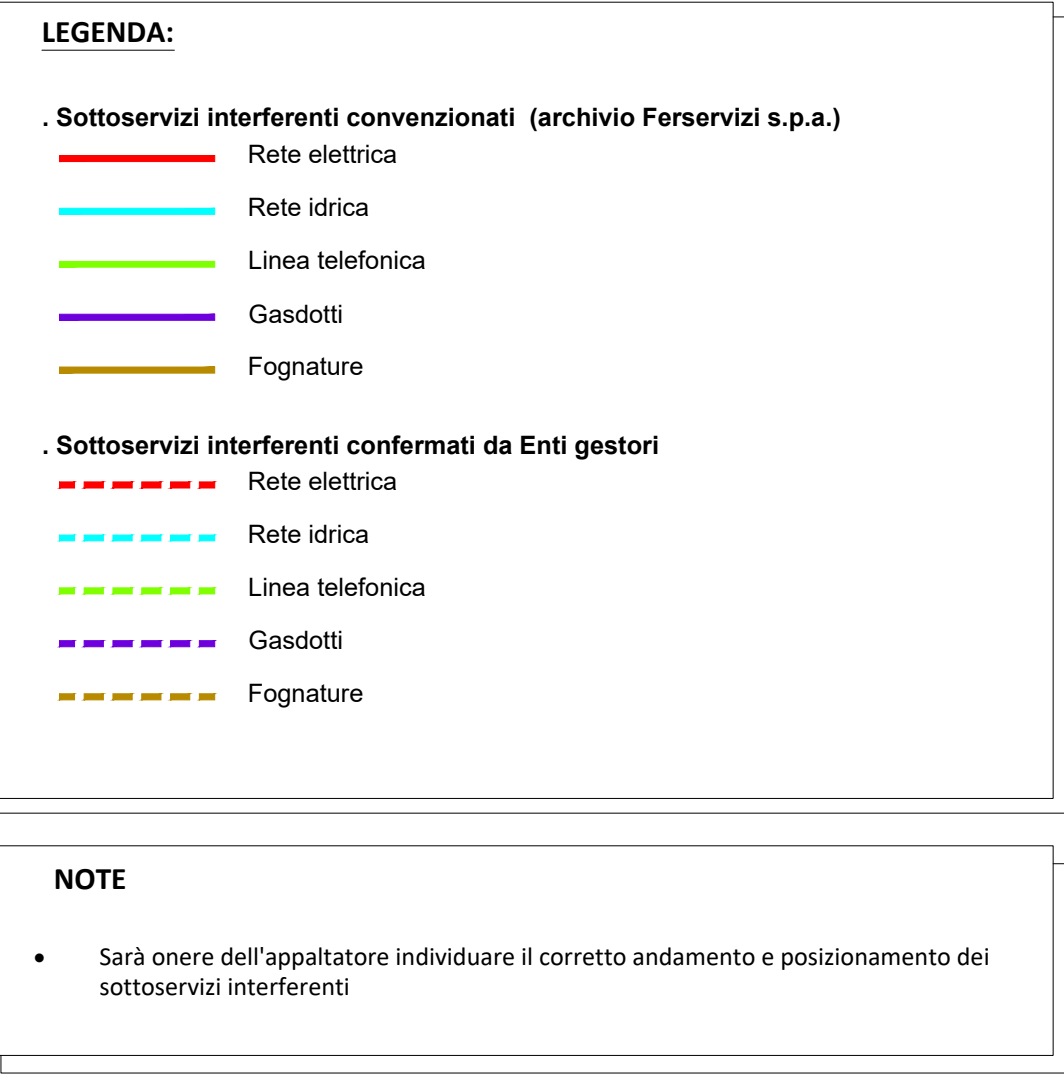 LEGENDA:
. Sottoservizi interferenti convenzionati (archivio Ferservizi s.p.a.)
Rete elettrica
Rete idrica
Linea telefonica
Gasdotti
Fognature
. Sottoservizi interferenti confermati da Enti gestori
Rete elettrica
Rete idrica
Linea telefonica
Gasdotti
Fognature
NOTE
• Sarà onere dell'appaltatore individuare il corretto andamento e posizionamento dei
sottoservizi interferenti